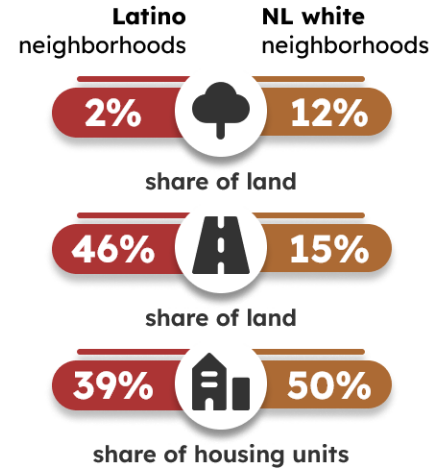 Latino NL white
neighborhoods neighborhoods
2% 12%
share of land
46% 15%
share of land
39% 50%
share of housing units